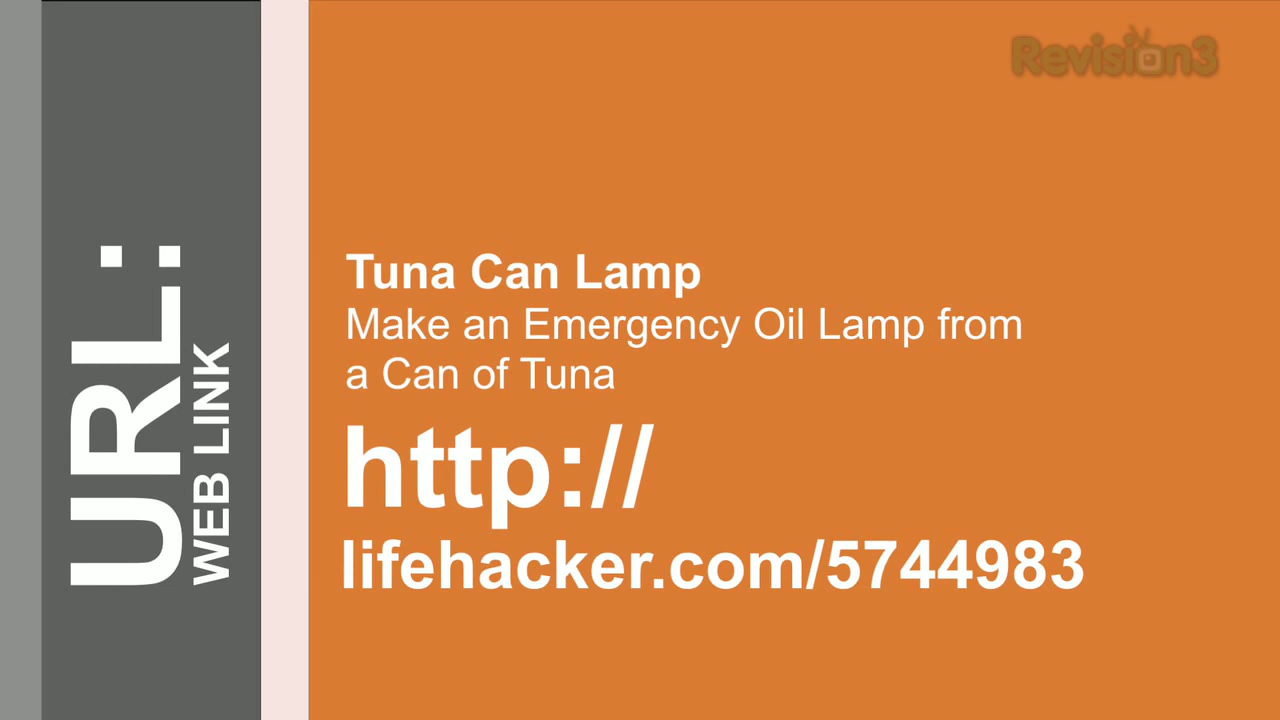 Revision3
URL:
WEB LINK
Tuna Can Lamp
Make an Emergency Oil Lamp from
a Can of Tuna
http://
lifehacker.com/5744983